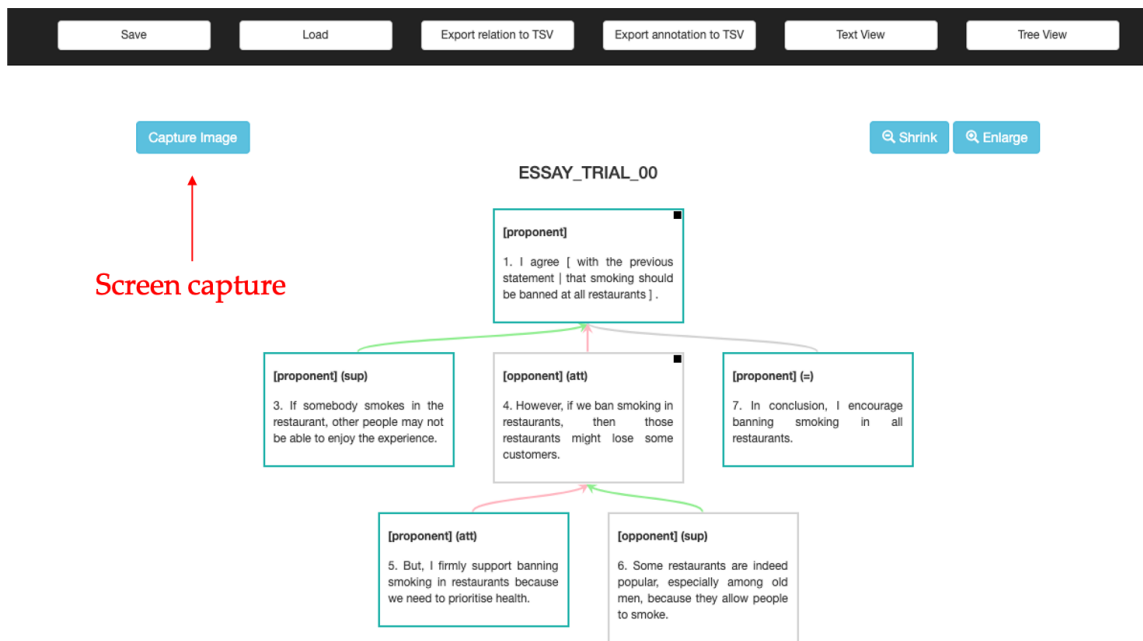 Save Load Export relation to TSV Export annotation to TSV Text View Tree View
Capture Image Shrink Enlarge
ESSAY_TRIAL_00
Screen capture
[proponent]
1. I agree [ with the previous
statement | that smoking should
be banned at all restaurants ] .
[proponent] (sup)
3. If somebody smokes in the
restaurant, other people may not
be able to enjoy the experience.
[opponent] (att)
4. However, if we ban smoking in
restaurants, then those
restaurants might lose some
customers.
[proponent] (=)
7. In conclusion, I encourage
banning smoking in all
restaurants.
[proponent] (att)
5. But, I firmly support banning
smoking in restaurants because
we need to prioritise health.
[opponent] (sup)
6. Some restaurants are indeed
popular, especially among old
men, because they allow people
to smoke.